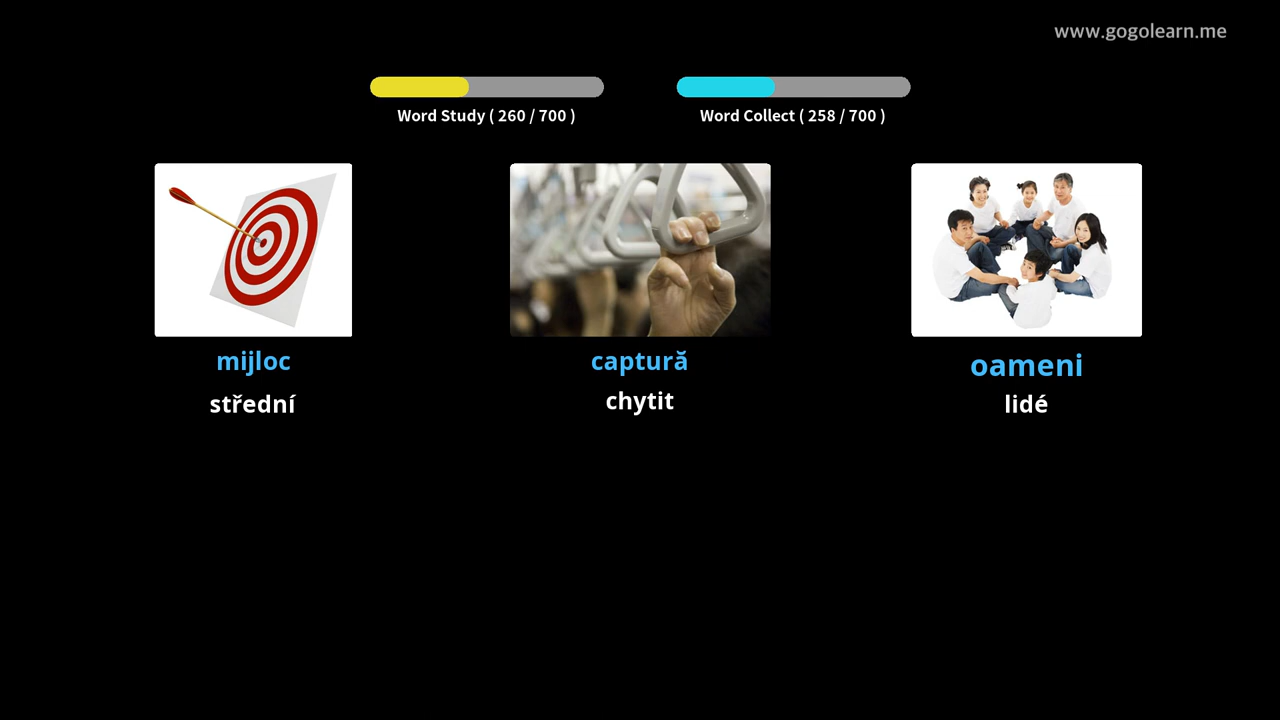 www.gogolearn.me
Word Study ( 260 / 700 )
Word Collect ( 258 / 700 )
mijloc
střední
captură
chytit
oameni
lidé